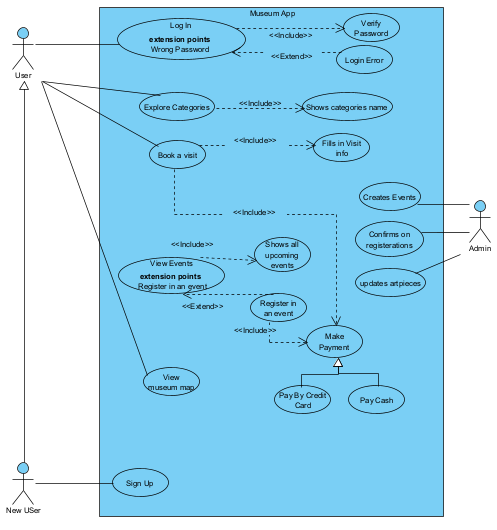 Museum App
Log In
extension points
Wrong Password
<<Include>>
Verify
Password
<<Extend>>
Login Error
User
Explore Categories
<<Include>>
Shows categories name
Book a visit
<<Include>>
Fills in Visit
info
Creates Events
<<Include>>
Confirms on
registerations
Admin
<<Include>>
Shows all
upcoming
events
View Events
extension points
Register in an event
updates artpieces
<<Extend>>
Register in
an event
<<Include>>
Make
Payment
View
museum map
Pay By Credit
Card
Pay Cash
Sign Up
New USer